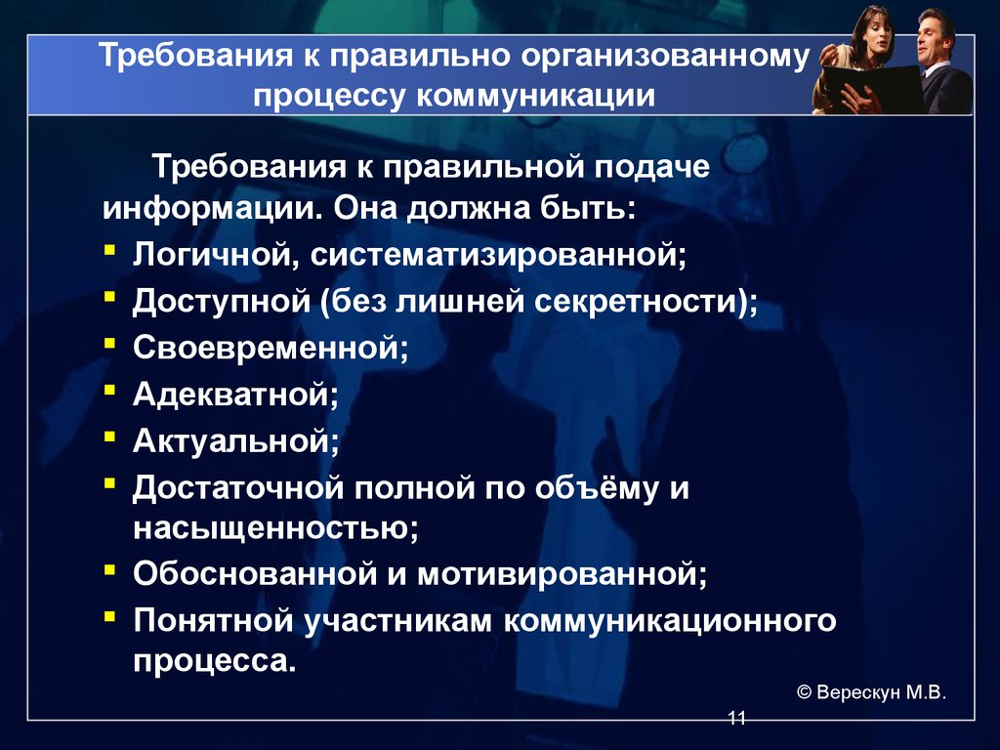 Требования к правильно организованному
процессу коммуникации
Требования к правильной подаче
информации. Она должна быть:
▪ Логичной, систематизированной;
▪ Доступной (без лишней секретности);
▪ Своевременной;
▪ Адекватной;
▪ Актуальной;
▪ Достаточной полной по объёму и
насыщенностью;
▪ Обоснованной и мотивированной;
▪ Понятной участникам коммуникационного
процесса.
© Верескун М.В.
11